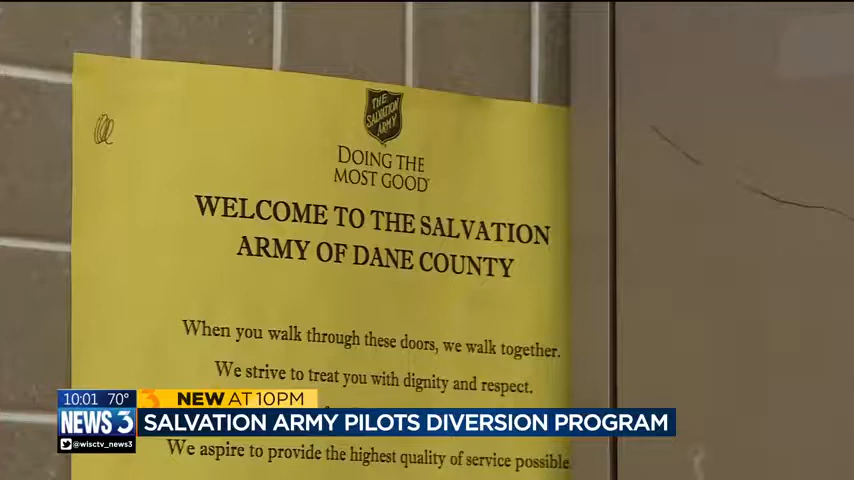 THE
SALVATION
ARMY
DOING THE
MOST GOOD
WELCOME TO THE SALVATION
ARMY OF DANE COUNTY
When you walk through these doors, we walk together.
We strive to treat you with dignity and respect.
We aspire to provide the highest quality of service possible
10:01 70°
3 NEW AT 10PM
NEWS 3
SALVATION ARMY PILOTS DIVERSION PROGRAM
@wisctv_news3